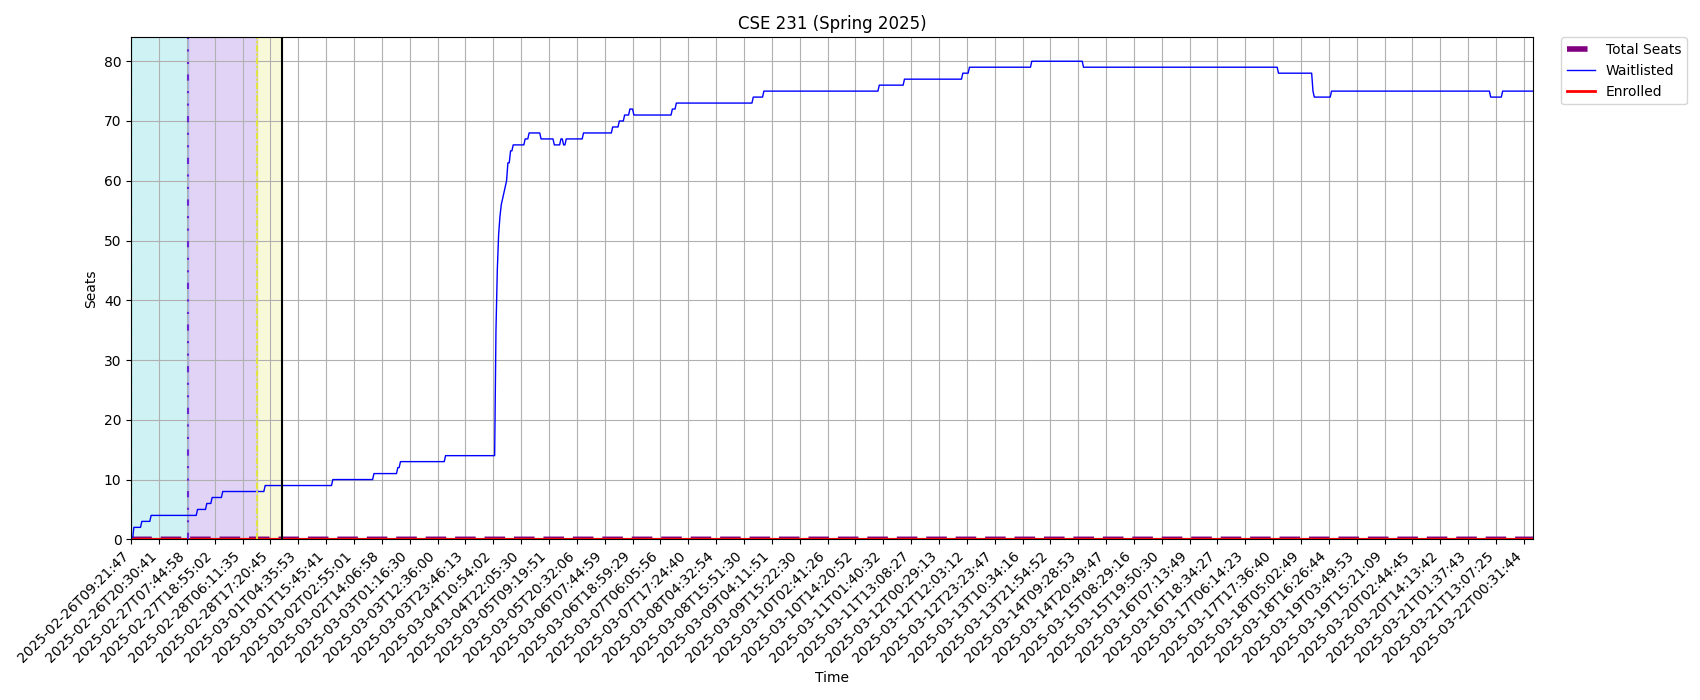 CSE 231 (Spring 2025)
Total Seats
Waitlisted
Enrolled
Seats
80
70
60
50
40
30
20
10
0
2025-02-26T09:21:47
2025-02-26T20:30:41
2025-02-27T07:44:58
2025-02-27T18:55:02
2025-02-28T06:11:35
2025-02-28T17:20:45
2025-03-01T04:35:53
2025-03-01T15:45:41
2025-03-02T02:55:01
2025-03-02T14:06:58
2025-03-03T01:16:30
2025-03-03T12:36:00
2025-03-03T23:46:13
2025-03-04T10:54:02
2025-03-04T22:05:30
2025-03-05T09:19:51
2025-03-05T20:32:06
2025-03-06T07:44:59
2025-03-06T18:59:29
2025-03-07T06:05:56
2025-03-07T17:24:40
2025-03-08T04:32:54
2025-03-08T15:51:30
2025-03-09T04:11:51
2025-03-09T15:22:30
2025-03-10T02:41:26
2025-03-10T14:20:52
2025-03-11T01:40:32
2025-03-11T13:08:27
2025-03-12T00:29:13
2025-03-12T12:03:12
2025-03-12T23:23:47
2025-03-13T10:34:16
2025-03-13T21:54:52
2025-03-14T09:28:53
2025-03-14T20:49:47
2025-03-15T08:29:16
2025-03-15T19:50:30
2025-03-16T07:13:49
2025-03-16T18:34:27
2025-03-17T06:14:23
2025-03-17T17:36:40
2025-03-18T05:02:49
2025-03-18T16:26:44
2025-03-19T03:49:53
2025-03-19T15:21:09
2025-03-20T02:44:45
2025-03-20T14:13:42
2025-03-21T01:37:43
2025-03-21T13:07:25
2025-03-22T00:31:44
Time